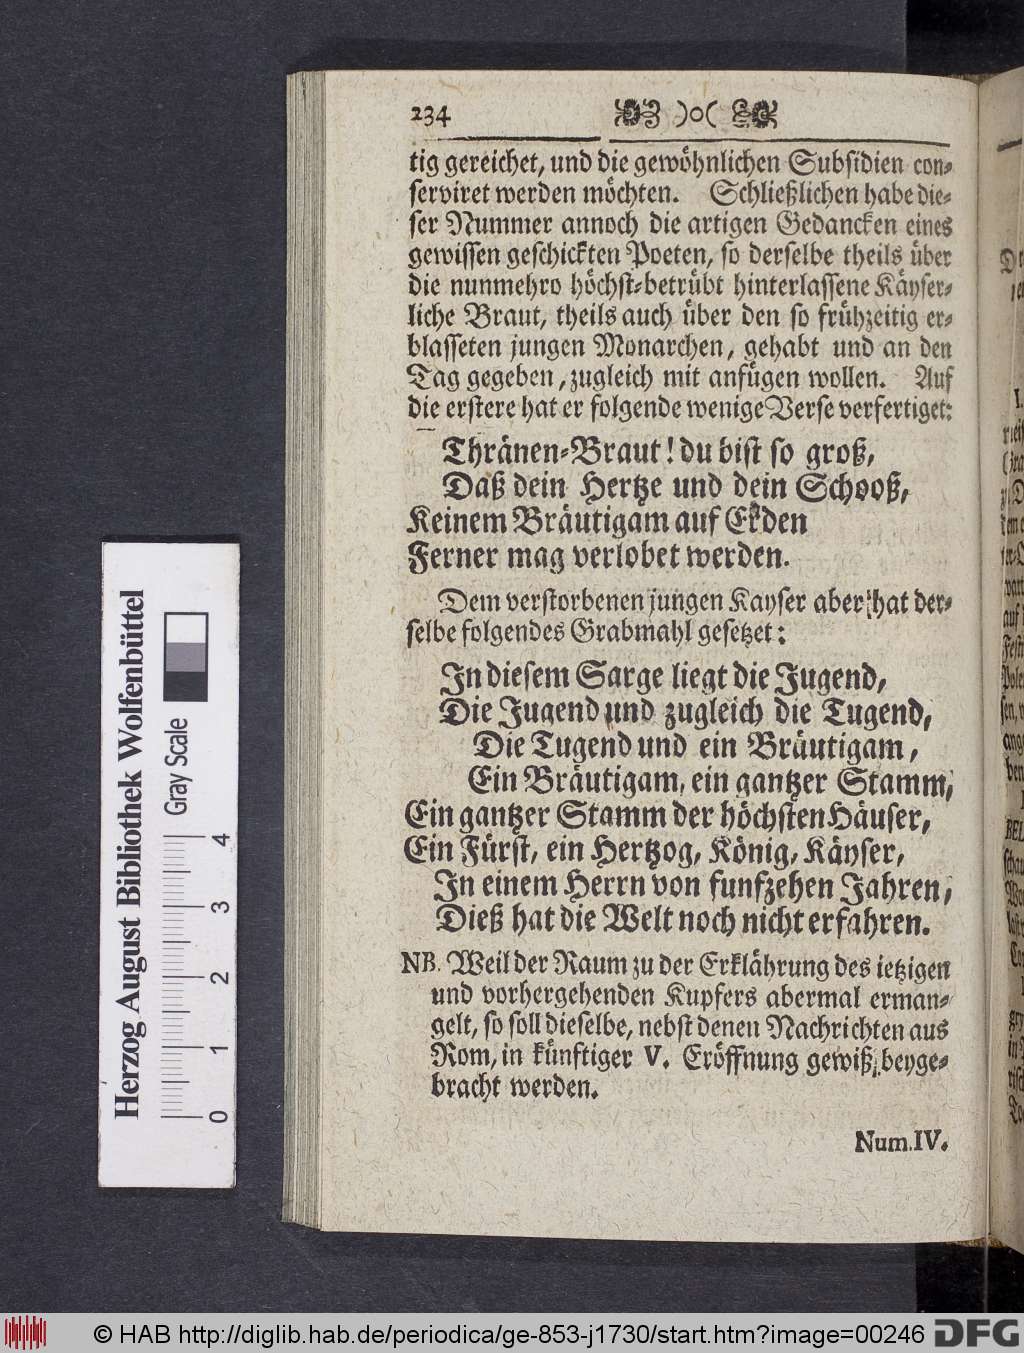 234
tig gereichet, und die gewöhnlichen Subsidien con-
serviret werden möchten. Schließlichen habe die-
ser Nummer annoch die artigen Gedancken eines
gewissen geschickten Poeten, so derselbe theils über
die nunmehro höchst-betrübt hinterlassene Käyser-
liche Braut, theils auch über den so frühzeitig er-
blasseten jungen Monarchen, gehabt und an den
Tag gegeben, zugleich mit anfügen wollen. Auf
die erstere hat er folgende wenige Verse verfertiget:
Thränen-Braut! du bist so groß,
Daß dein Hertze und dein Schooß,
Keinem Bräutigam auf Erden
Ferner mag verlobet werden.
Dem verstorbenen jungen Kayser aber hat der-
selbe folgendes Grabmahl gesetzet:
In diesem Sarge liegt die Jugend,
Die Jugend und zugleich die Tugend,
Die Tugend und ein Bräutigam,
Ein Bräutigam, ein gantzer Stamm,
Ein gantzer Stamm der höchsten Häuser,
Ein Fürst, ein Hertzog, König, Käyser,
In einem Herrn von funfzehen Jahren,
Dieß hat die Welt noch nicht erfahren.
NB. Weil der Raum zu der Erklährung des ietzigen
und vorhergehenden Kupfers abermal erman-
gelt, so soll dieselbe, nebst denen Nachrichten aus
Rom, in künftiger V. Eröffnung gewiß beyge-
bracht werden.
Num. IV.
Herzog August Bibliothek Wolfenbüttel
Gray Scale
0 1 2 3 4
© HAB http://diglib.hab.de/periodica/ge-853-j1730/start.htm?image=00246
DFG